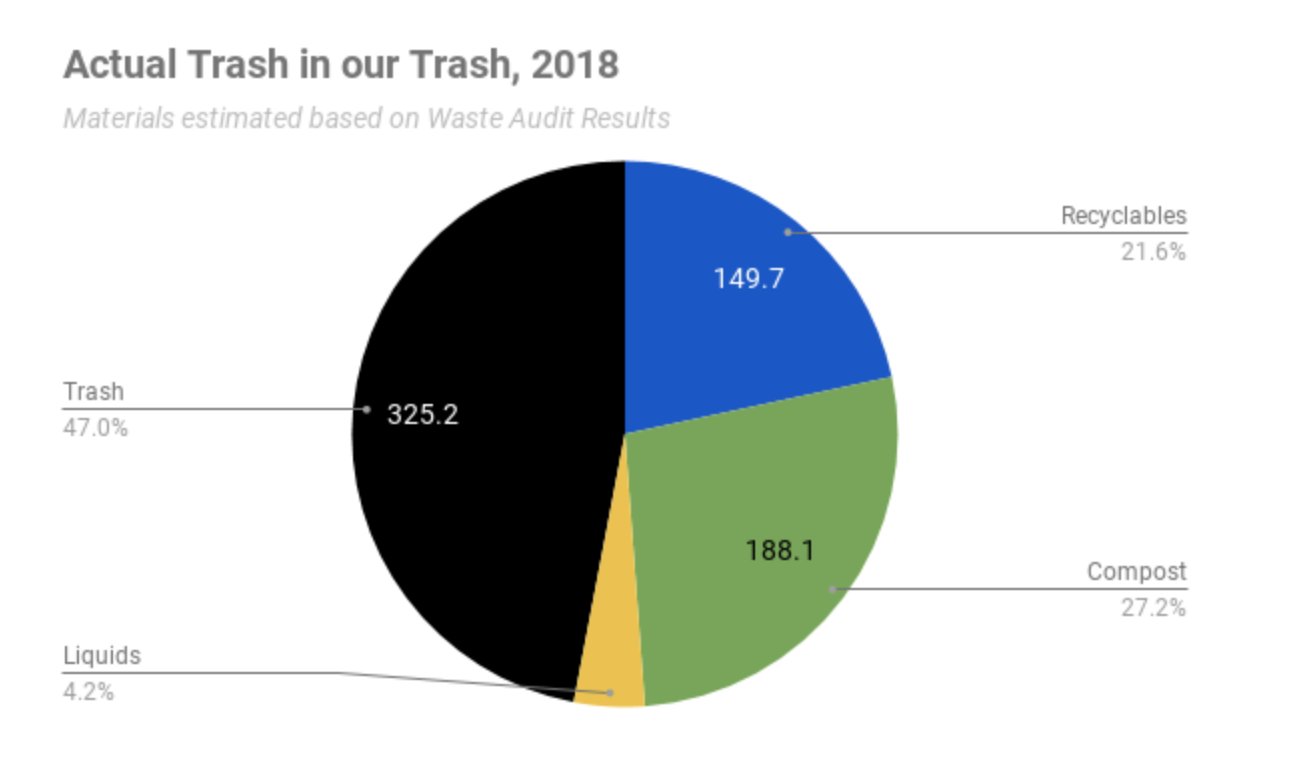 Actual Trash in our Trash, 2018
Materials estimated based on Waste Audit Results
Recyclables
21.6%
149.7
Trash
47.0%
325.2
188.1
Compost
27.2%
Liquids
4.2%